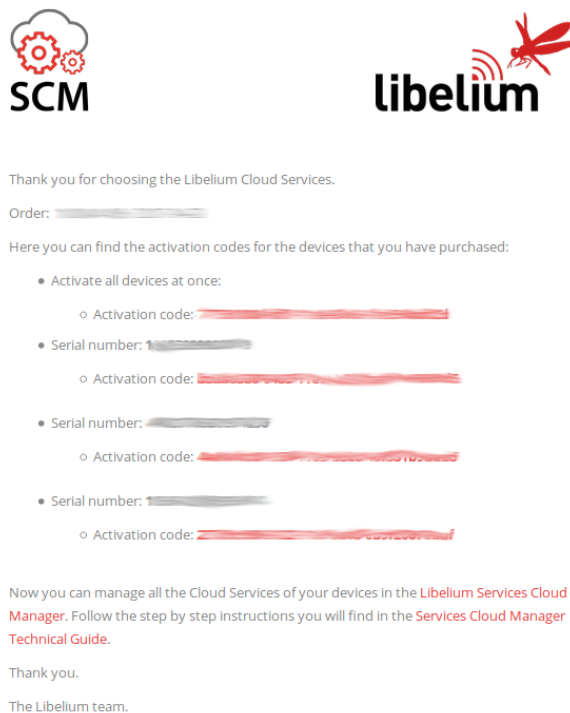 SCM
libelium
Thank you for choosing the Libelium Cloud Services.
Order:
Here you can find the activation codes for the devices that you have purchased:
Activate all devices at once:
Activation code:
Serial number:
Activation code:
Serial number:
Activation code:
Serial number:
Activation code:
Now you can manage all the Cloud Services of your devices in the Libelium Services Cloud
Manager. Follow the step by step instructions you will find in the Services Cloud Manager
Technical Guide.
Thank you.
The Libelium team.